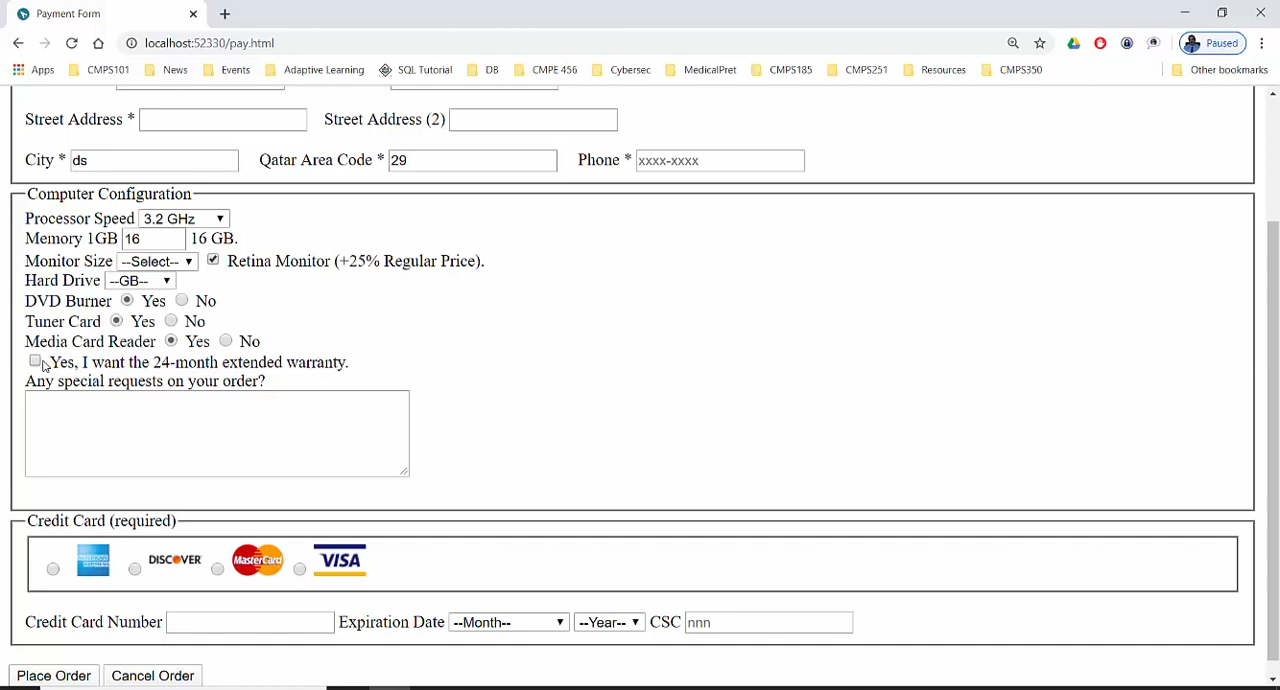 Payment Form
localhost:52330/pay.html
Paused
Apps CMPS101 News Events Adaptive Learning SQL Tutorial DB CMPE 456 Cybersec MedicalPret CMPS185 CMPS251 Resources CMPS350 Other bookmarks
Street Address * Street Address (2)
City * ds Qatar Area Code * 29 Phone * xxxx-xxxx
Computer Configuration
Processor Speed 3.2 GHz
Memory 1GB 16 16 GB.
Monitor Size --Select-- Retina Monitor (+25% Regular Price).
Hard Drive --GB--
DVD Burner Yes No
Tuner Card Yes No
Media Card Reader Yes No
Yes, I want the 24-month extended warranty.
Any special requests on your order?
Credit Card (required)
AMERICAN EXPRESS DISCOVER MasterCard VISA
Credit Card Number Expiration Date --Month-- --Year-- CSC nnn
Place Order Cancel Order